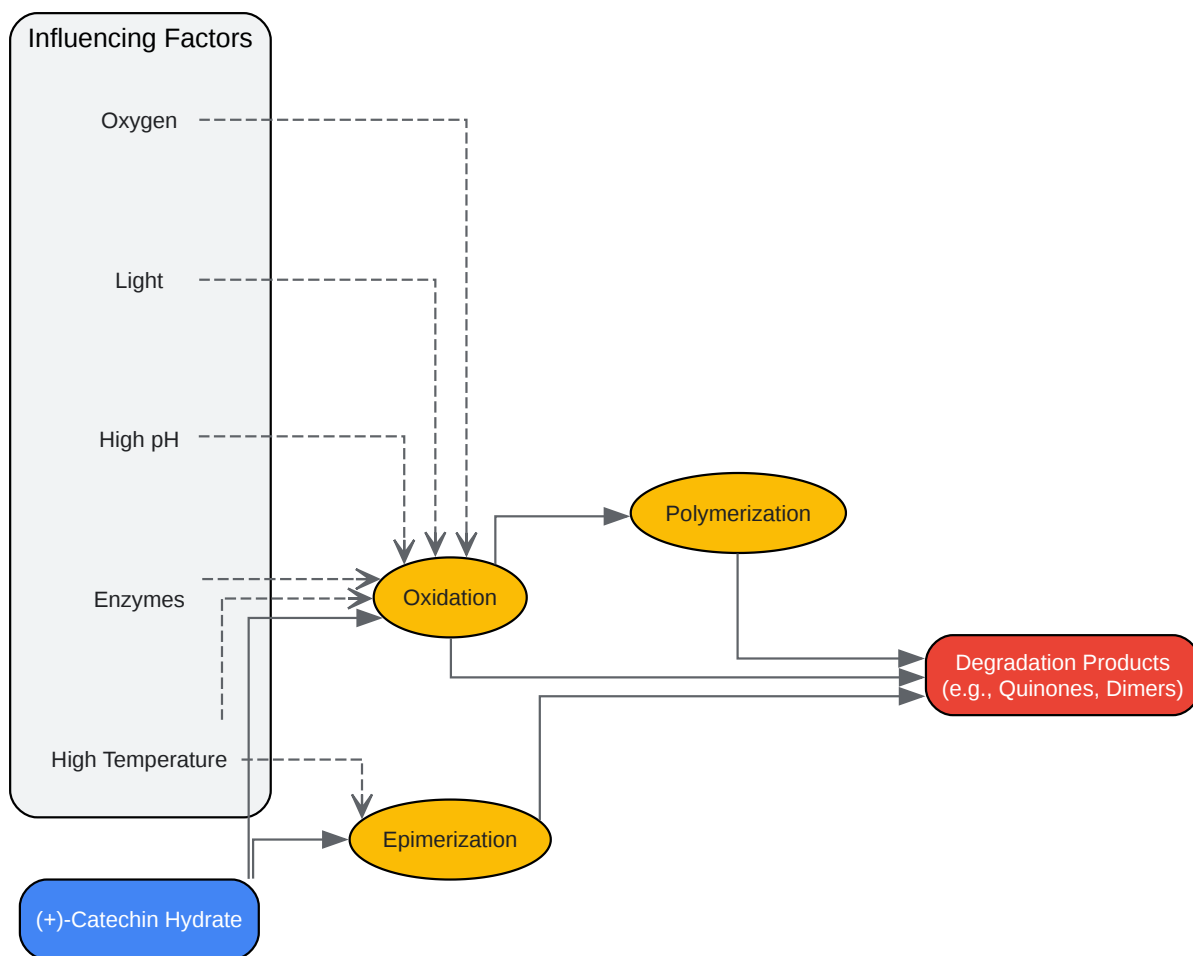 Influencing Factors
Oxygen
Light
High pH
Polymerization
Enzymes
Oxidation
Degradation Products
(e.g., Quinones, Dimers)
High Temperature
Epimerization
(+)-Catechin Hydrate